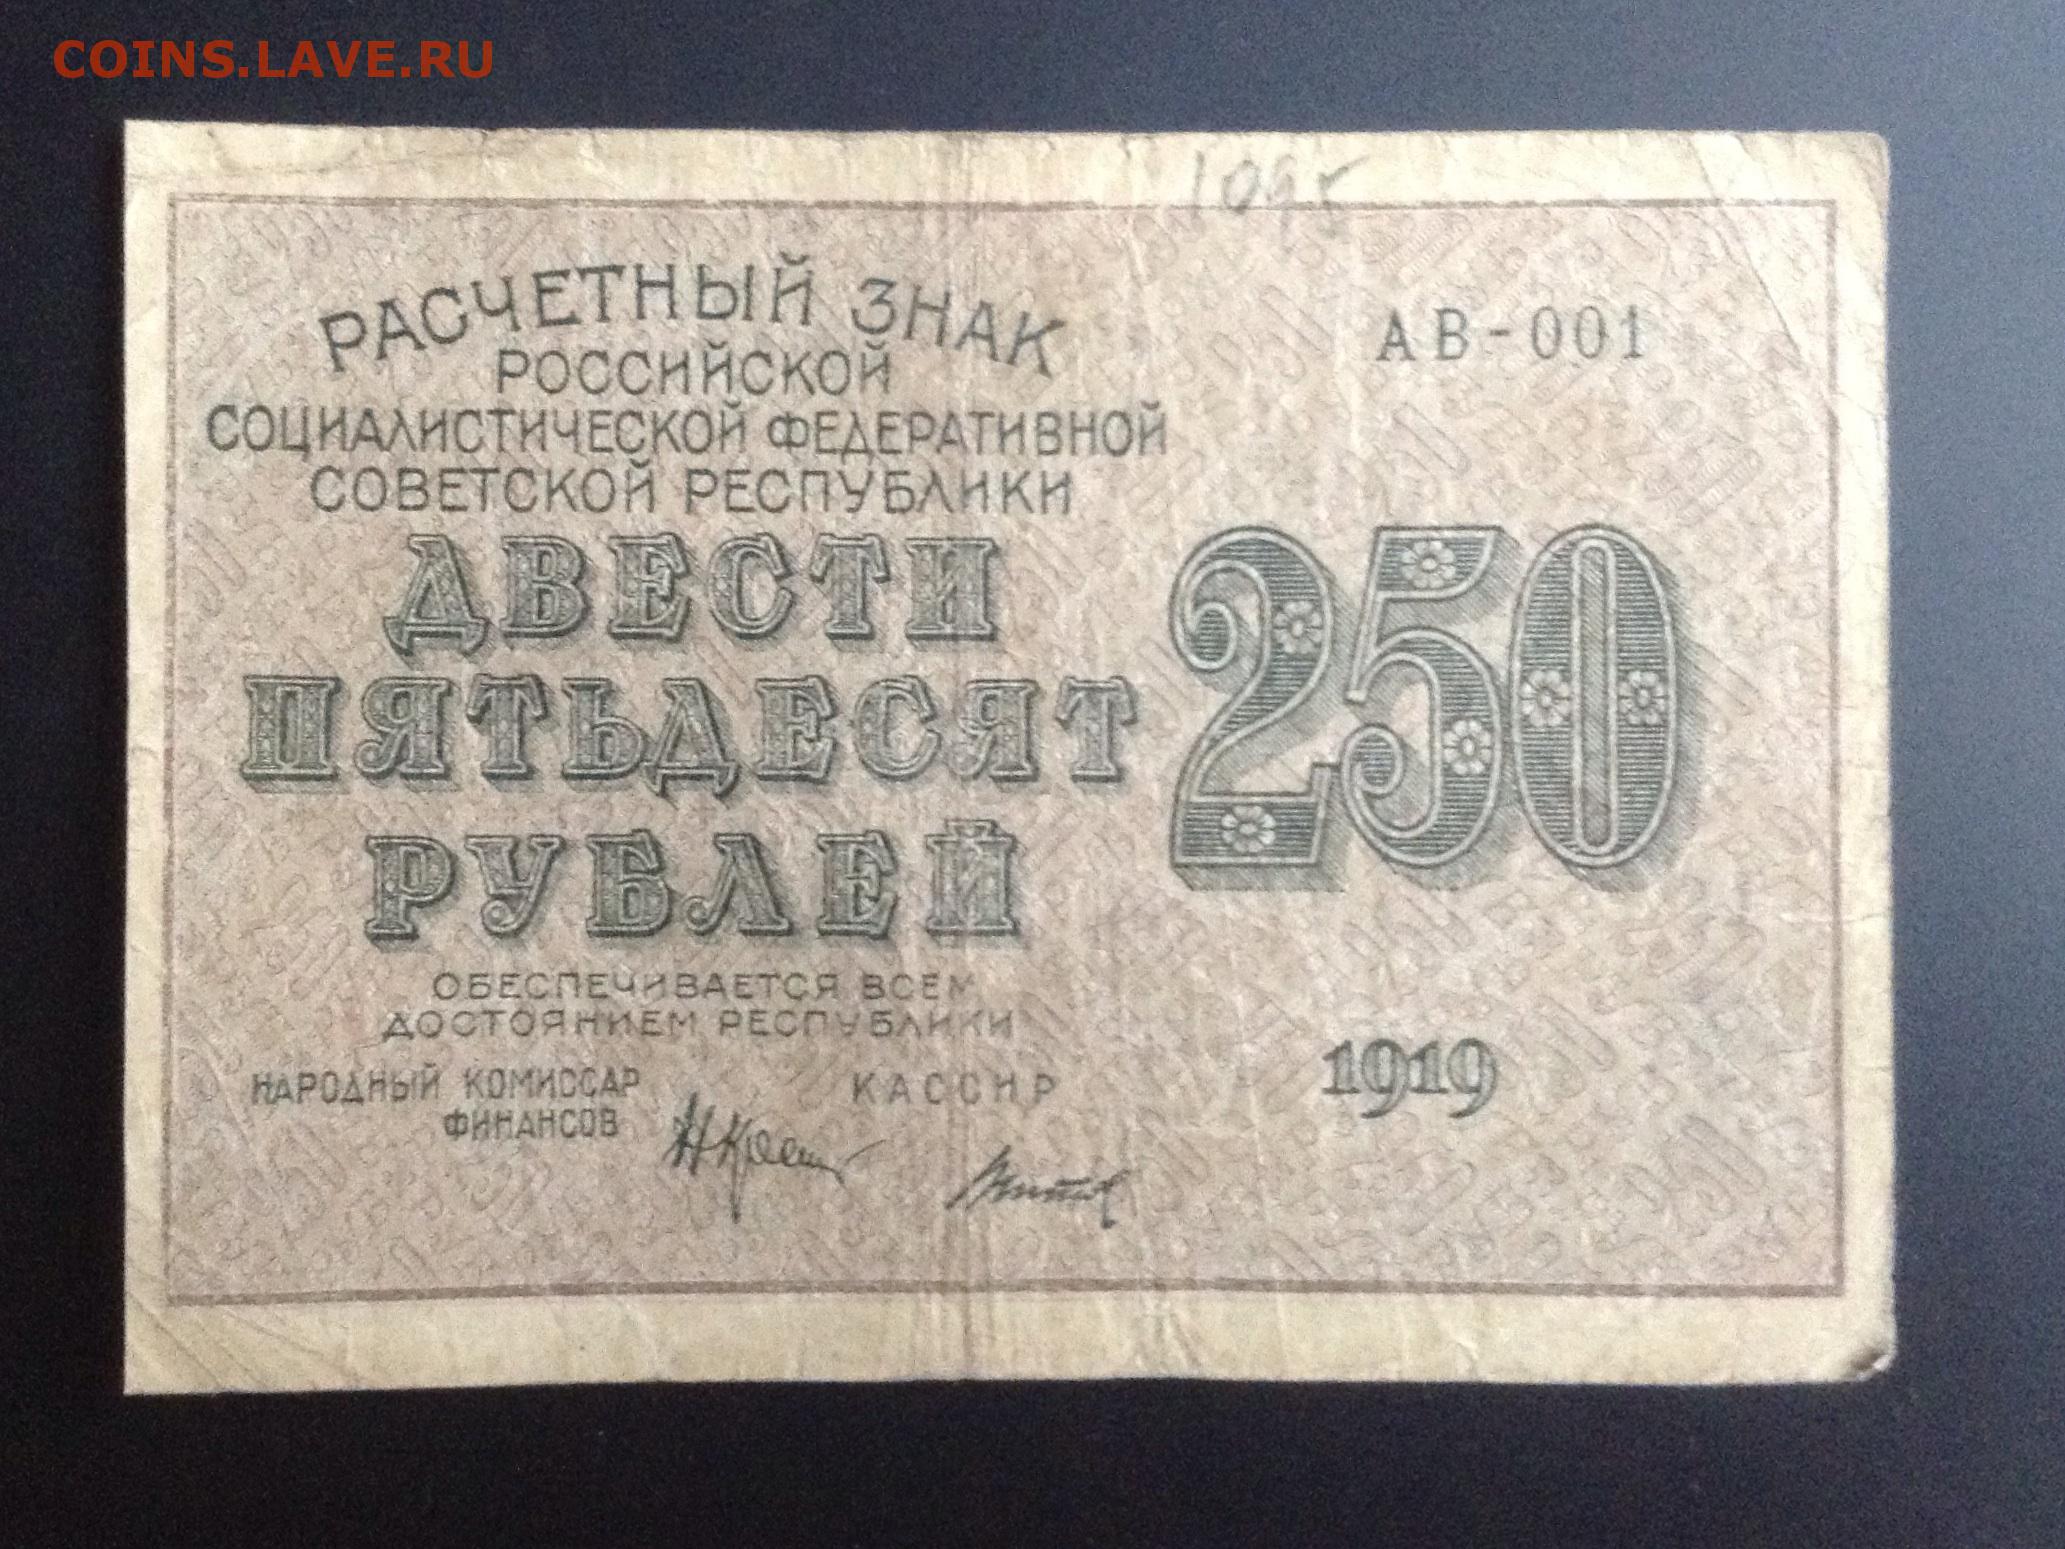 COINS.LAVE.RU
1095
РАСЧЕТНЫЙ ЗНАК
РОССИЙСКОЙ
СОЦИАЛИСТИЧЕСКОЙ ФЕДЕРАТИВНОЙ
СОВЕТСКОЙ РЕСПУБЛИКИ
АВ-001
ДВЕСТИ
ПЯТЬДЕСЯТ
РУБЛЕЙ
250
ОБЕСПЕЧИВАЕТСЯ ВСЕМ
ДОСТОЯНИЕМ РЕСПУБЛИКИ
НАРОДНЫЙ КОМИССАР
ФИНАНСОВ
КАССИР
1919